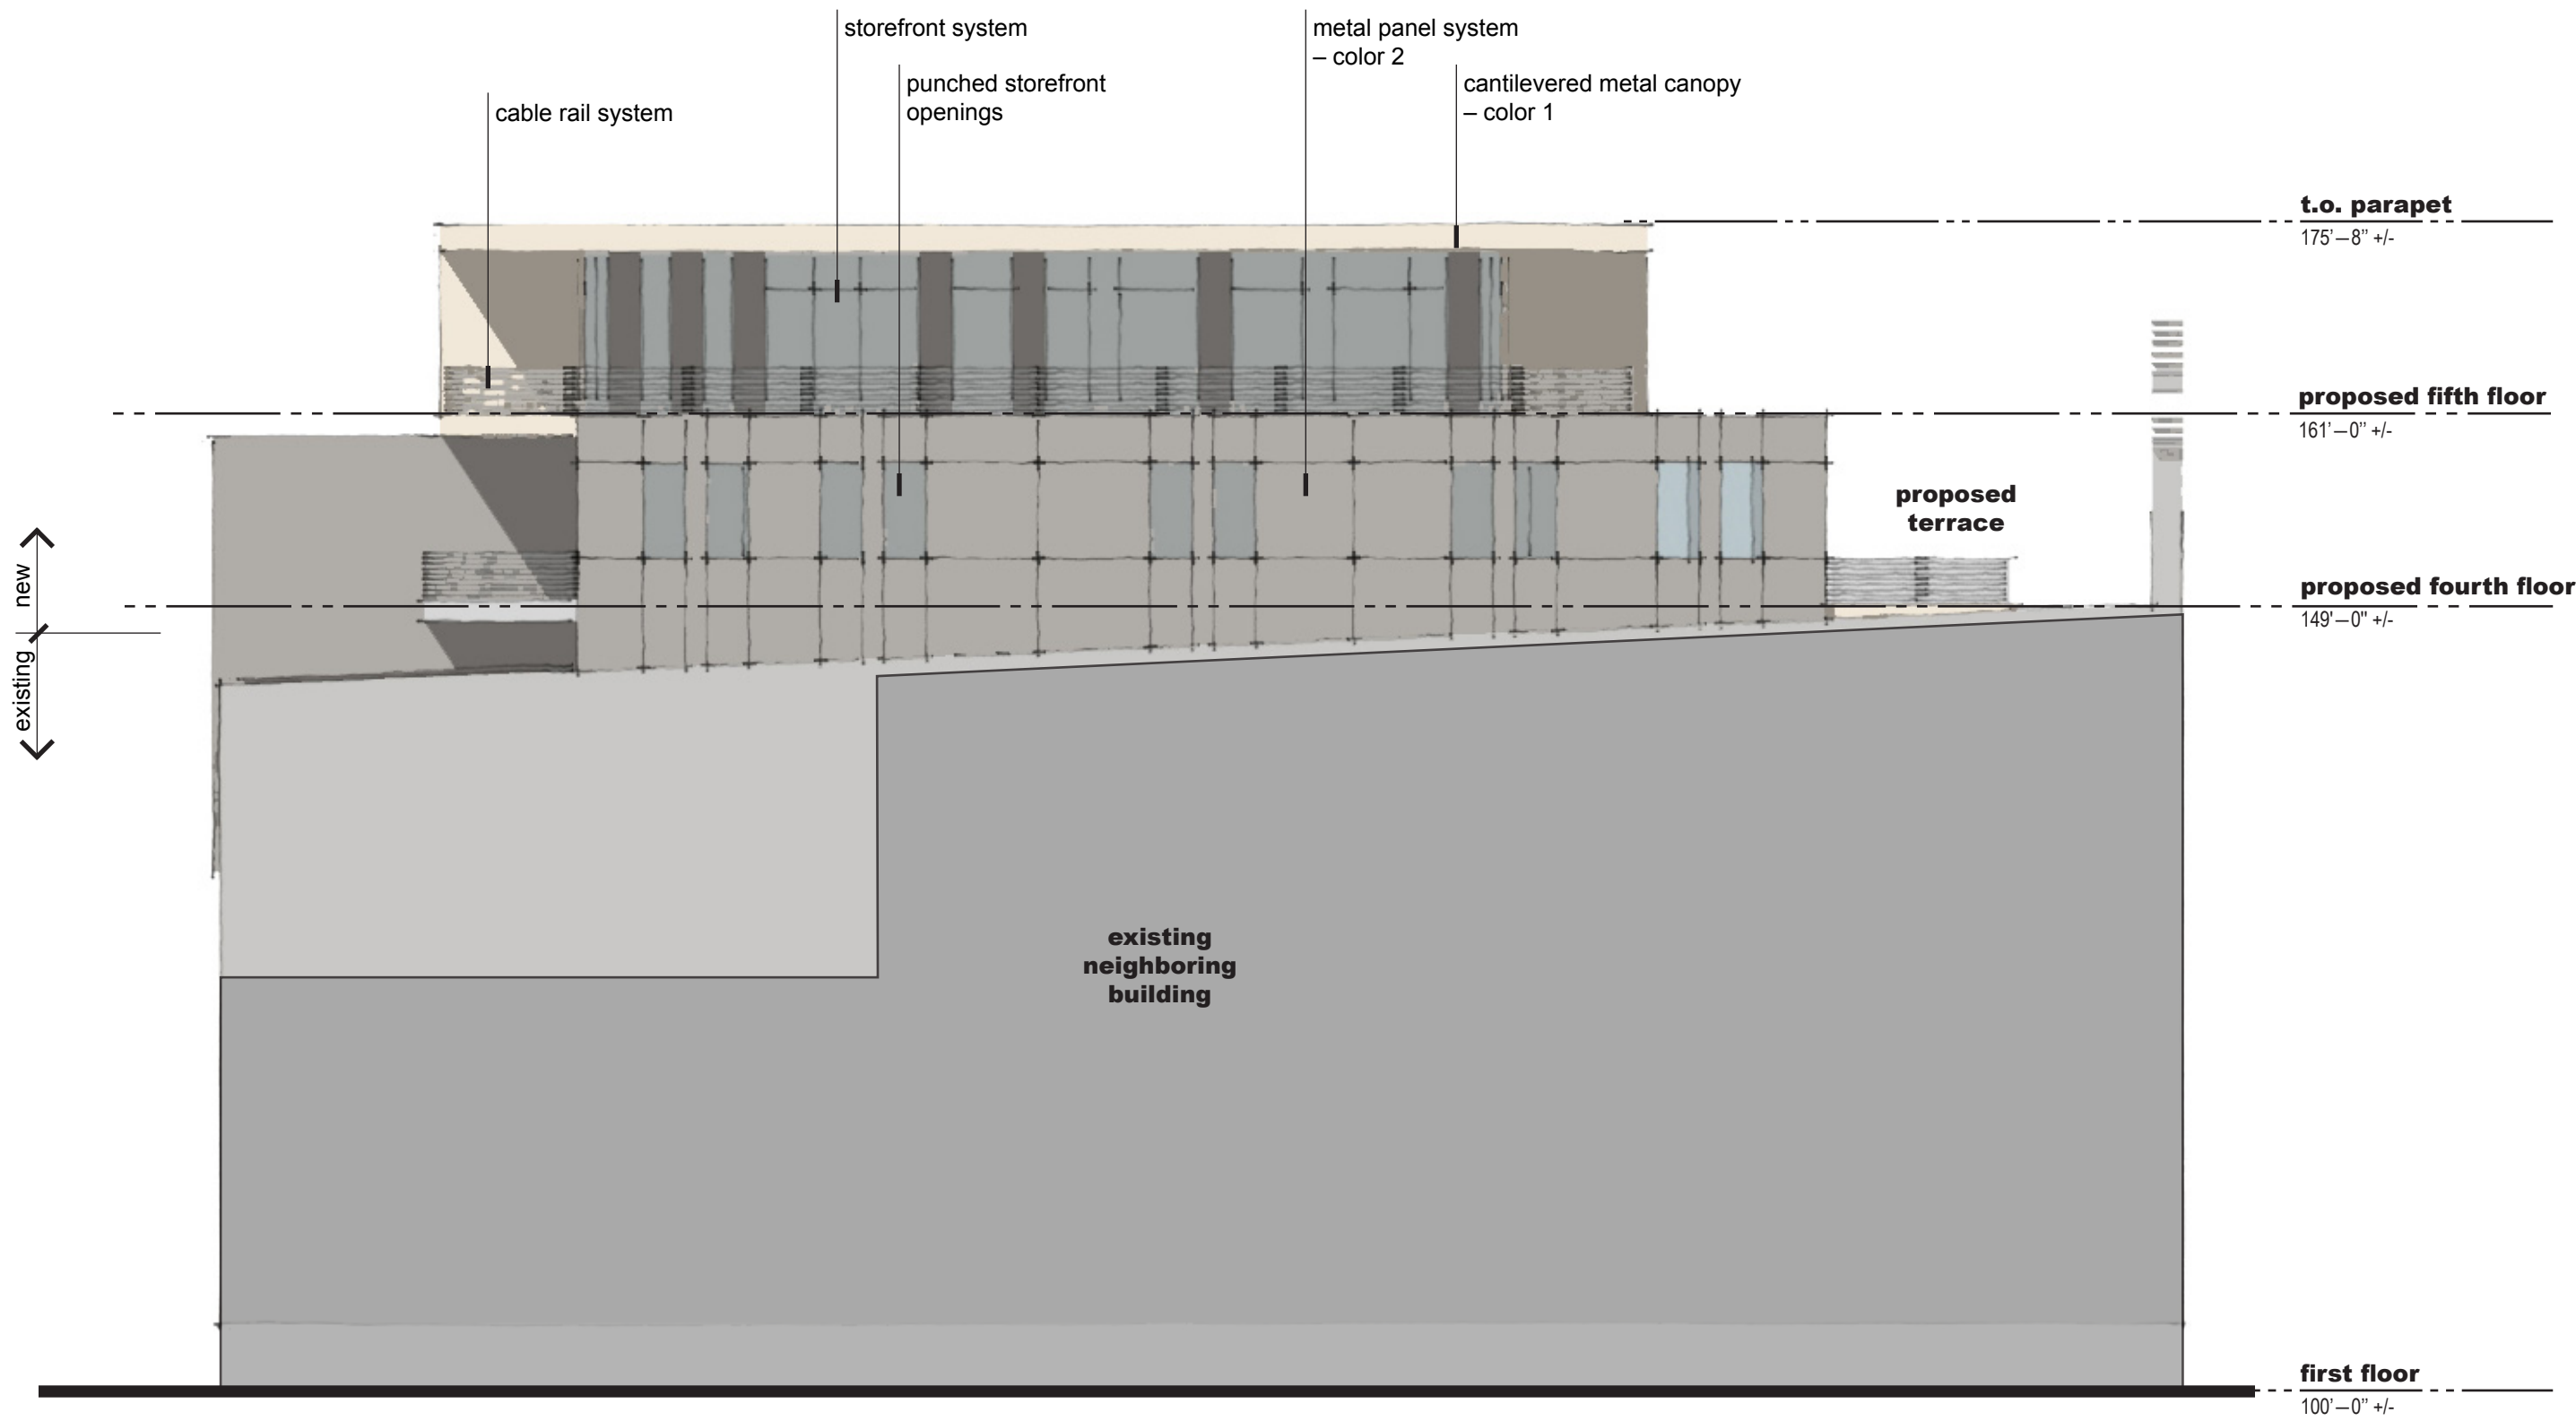 storefront system
metal panel system
– color 2
punched storefront
openings
cantilevered metal canopy
– color 1
cable rail system
t.o. parapet
175’—8” +/-
proposed fifth floor
161’—0” +/-
proposed
terrace
new
existing
proposed fourth floor
149’—0" +/-
existing
neighboring
building
first floor
100’—0” +/-